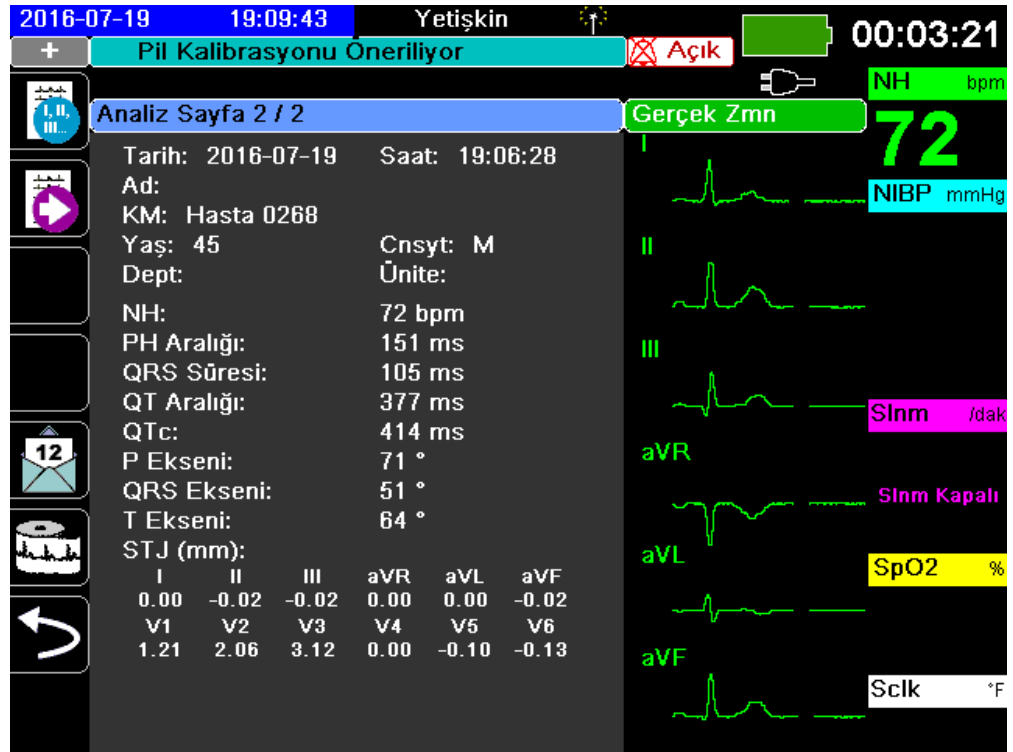 2016-07-19 19:09:43 Yetişkin
00:03:21
+ Pil Kalibrasyonu Öneriliyor Açık
NH bpm
72
NIBP mmHg
Slnm /dak
Slnm Kapalı
SpO2 %
Sclk °F
I, II, III...
12
Analiz Sayfa 2 / 2
Tarih: 2016-07-19 Saat: 19:06:28
Ad:
KM: Hasta 0268
Yaş: 45 Cnsyt: M
Dept: Ünite:
NH: 72 bpm
PH Aralığı: 151 ms
QRS Süresi: 105 ms
QT Aralığı: 377 ms
QTc: 414 ms
P Ekseni: 71 °
QRS Ekseni: 51 °
T Ekseni: 64 °
STJ (mm):
I II III aVR aVL aVF
0.00 -0.02 -0.02 0.00 0.00 -0.02
V1 V2 V3 V4 V5 V6
1.21 2.06 3.12 0.00 -0.10 -0.13
Gerçek Zmn
I
II
III
aVR
aVL
aVF